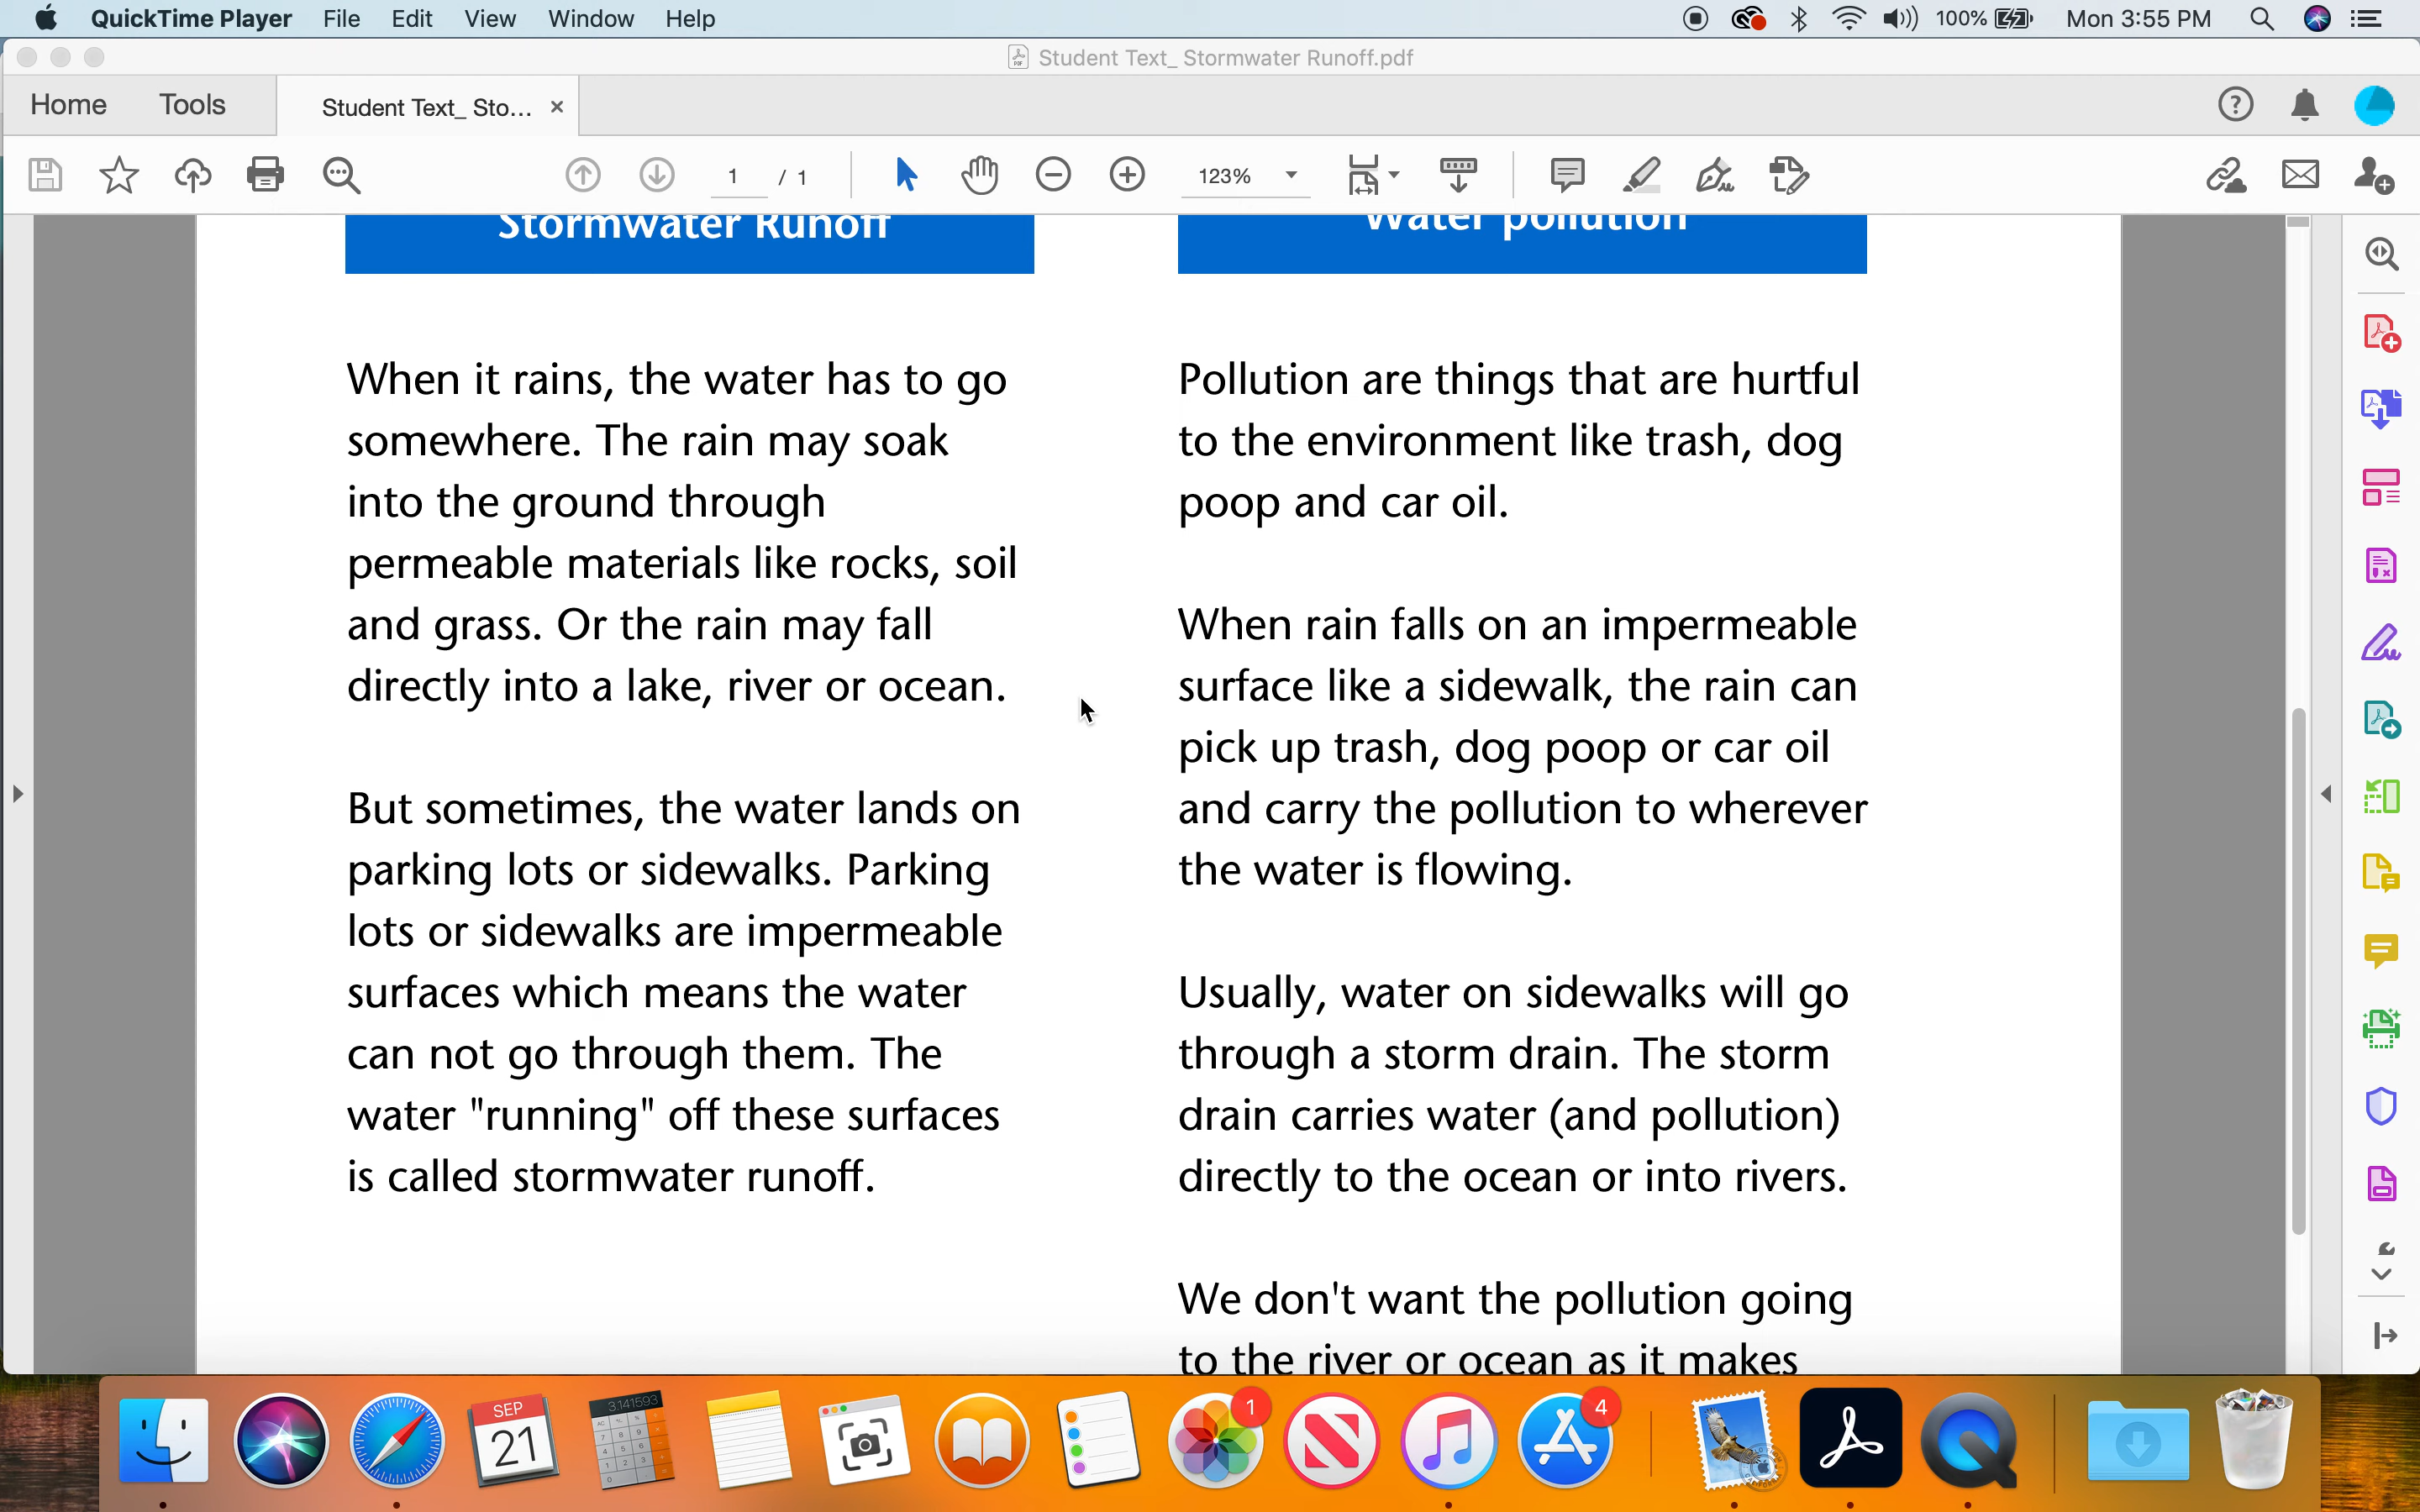 QuickTime Player File Edit View Window Help 100% Mon 3:55 PM
Student Text_ Stormwater Runoff.pdf
Home Tools Student Text_ Sto... ×
1 / 1 123%
Stormwater Runoff
When it rains, the water has to go
somewhere. The rain may soak
into the ground through
permeable materials like rocks, soil
and grass. Or the rain may fall
directly into a lake, river or ocean.
But sometimes, the water lands on
parking lots or sidewalks. Parking
lots or sidewalks are impermeable
surfaces which means the water
can not go through them. The
water "running" off these surfaces
is called stormwater runoff.
Water pollution
Pollution are things that are hurtful
to the environment like trash, dog
poop and car oil.
When rain falls on an impermeable
surface like a sidewalk, the rain can
pick up trash, dog poop or car oil
and carry the pollution to wherever
the water is flowing.
Usually, water on sidewalks will go
through a storm drain. The storm
drain carries water (and pollution)
directly to the ocean or into rivers.
We don't want the pollution going
to the river or ocean as it makes
SEP
21
3.141593
1
4